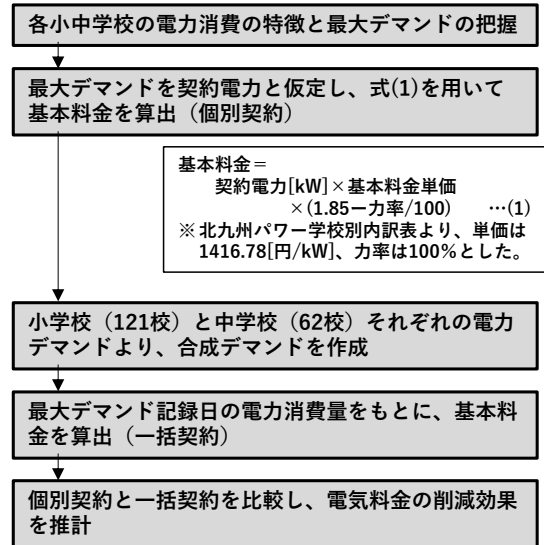 各小中学校の電力消費の特徴と最大デマンドの把握
最大デマンドを契約電力と仮定し、式(1)を用いて
基本料金を算出（個別契約）
基本料金＝
契約電力[kW]×基本料金単価
×(1.85ー力率/100)　…(1)
※北九州パワー学校別内訳表より、単価は
1416.78[円/kW]、力率は100%とした。
小学校（121校）と中学校（62校）それぞれの電力
デマンドより、合成デマンドを作成
最大デマンド記録日の電力消費量をもとに、基本料
金を算出（一括契約）
個別契約と一括契約を比較し、電気料金の削減効果
を推計